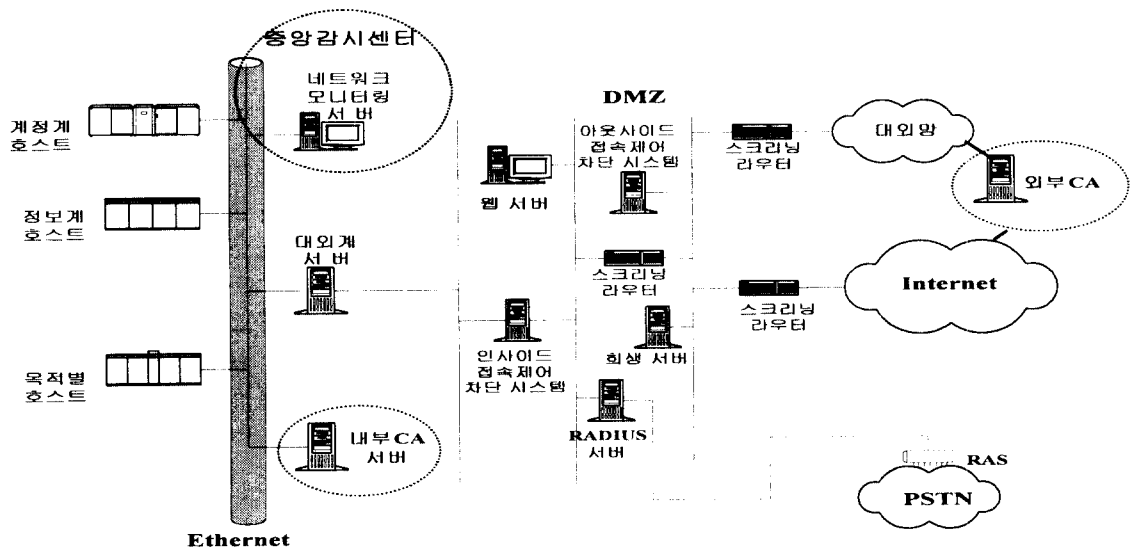 중앙감시센터
네트워크
모니터링
서 버
계정계
호스트
정보계
호스트
목적별
호스트
대외계
서 버
내부CA
서버
Ethernet
웹 서버
인사이드
접속제어
차단 시스템
DMZ
아웃사이드
접속제어
차단 시스템
스크리닝
라우터
희생 서버
RADIUS
서버
스크리닝
라우터
스크리닝
라우터
대외망
외부CA
Internet
RAS
PSTN